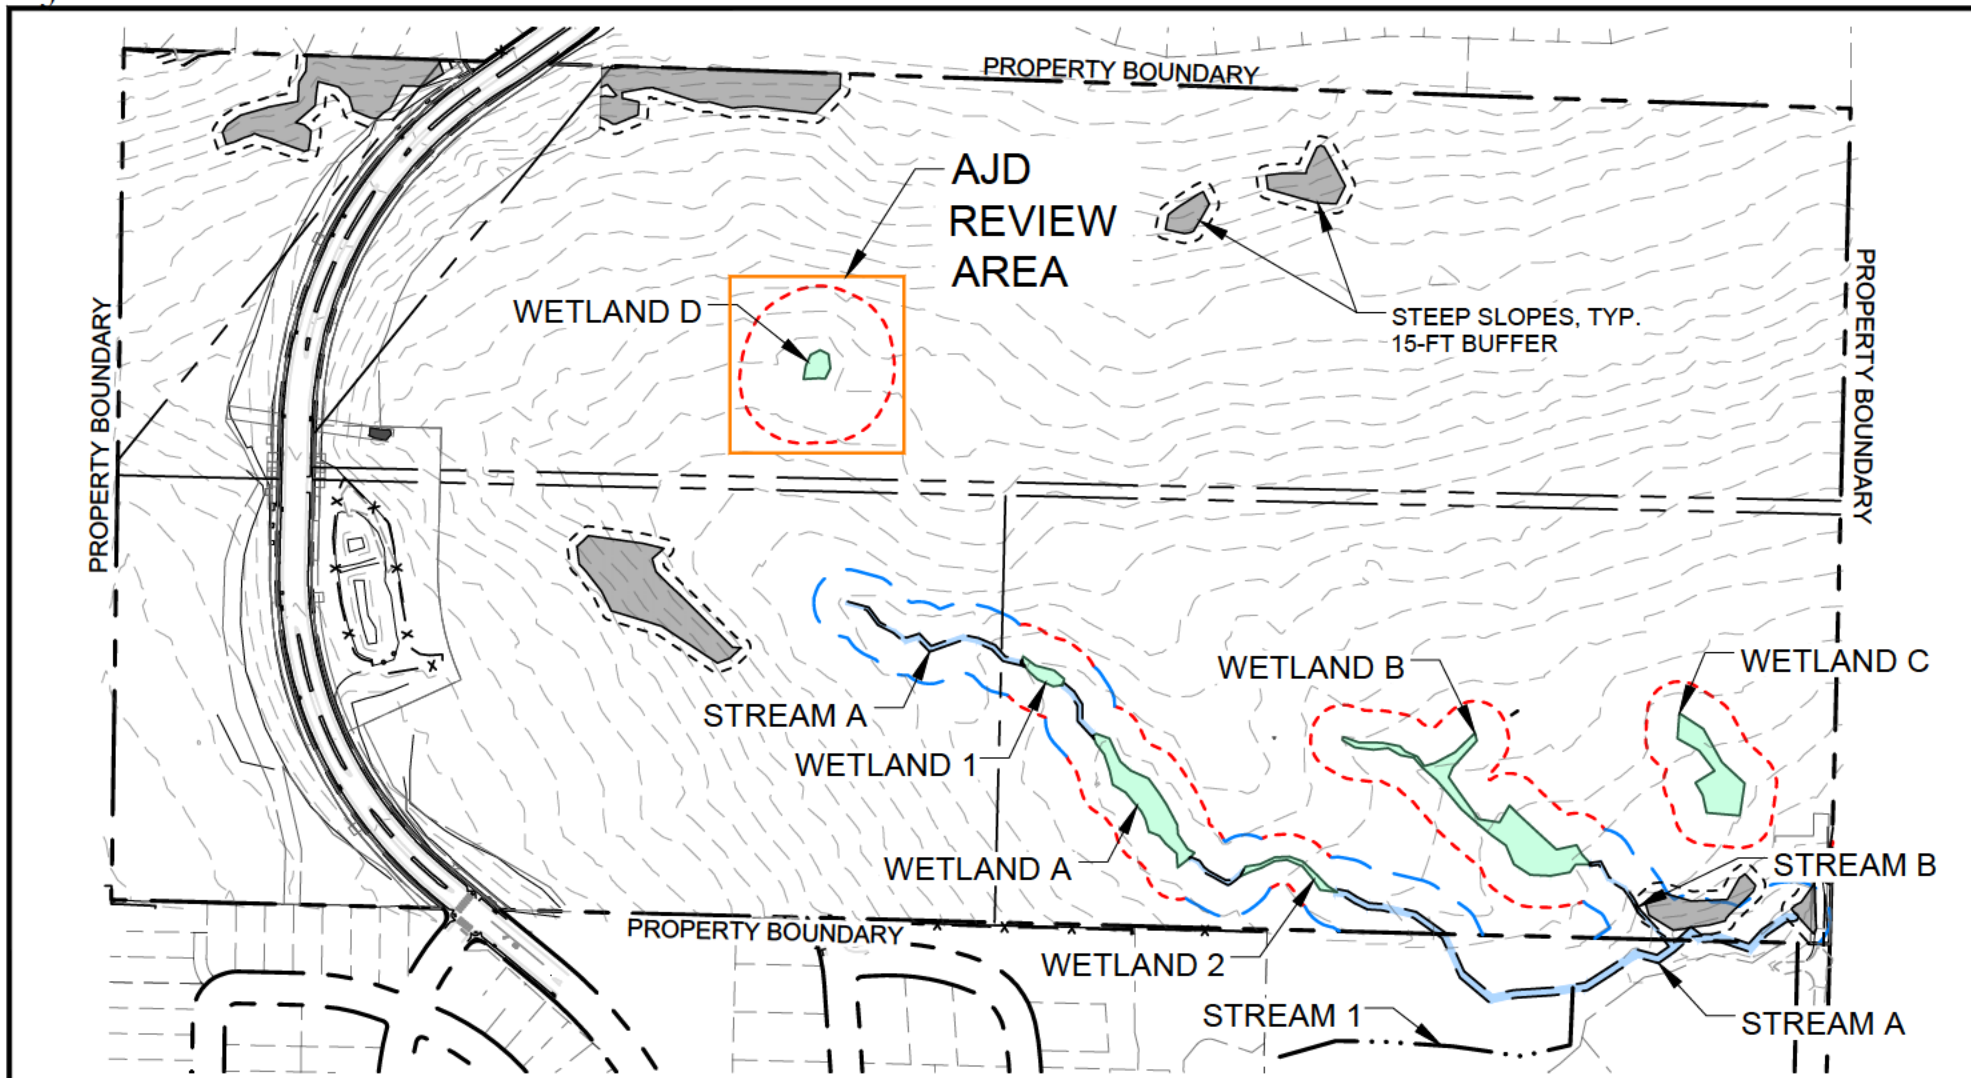 PROPERTY BOUNDARY
AJD
REVIEW
AREA
WETLAND D
STEEP SLOPES, TYP.
15-FT BUFFER
PROPERTY BOUNDARY
PROPERTY BOUNDARY
WETLAND B
WETLAND C
STREAM A
WETLAND 1
WETLAND A
STREAM B
PROPERTY BOUNDARY
WETLAND 2
STREAM 1
STREAM A